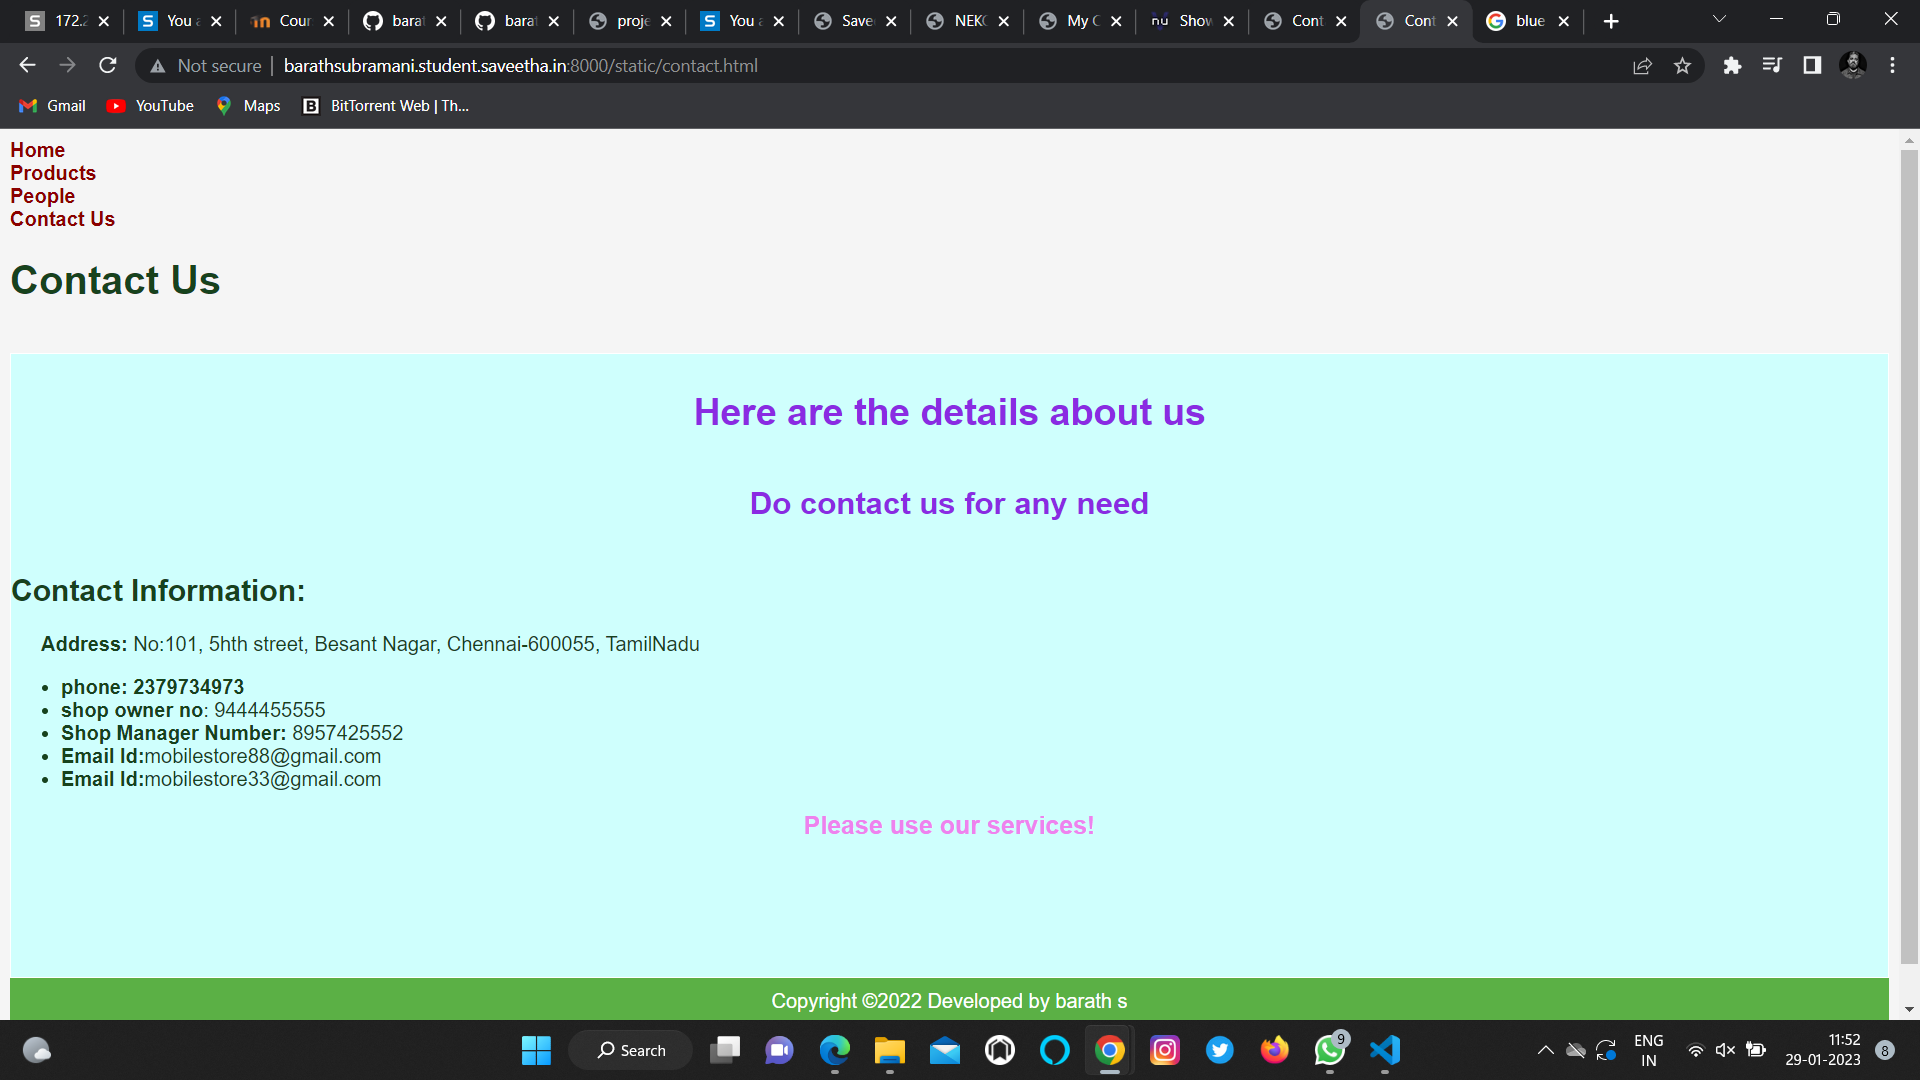 172.2
You a
Cour
barat
barat
proje
You a
Save
NEKO
My C
Show
Cont
Cont
blue
Not secure
barathsubramani.student.saveetha.in:8000/static/contact.html
Gmail
YouTube
Maps
BitTorrent Web | Th...
Home
Products
People
Contact Us
Contact Us
Here are the details about us
Do contact us for any need
Contact Information:
Address: No:101, 5hth street, Besant Nagar, Chennai-600055, TamilNadu
phone: 2379734973
shop owner no: 9444455555
Shop Manager Number: 8957425552
Email Id:mobilestore88@gmail.com
Email Id:mobilestore33@gmail.com
Please use our services!
Copyright ©2022 Developed by barath s
Search
9
ENG
IN
11:52
29-01-2023
8